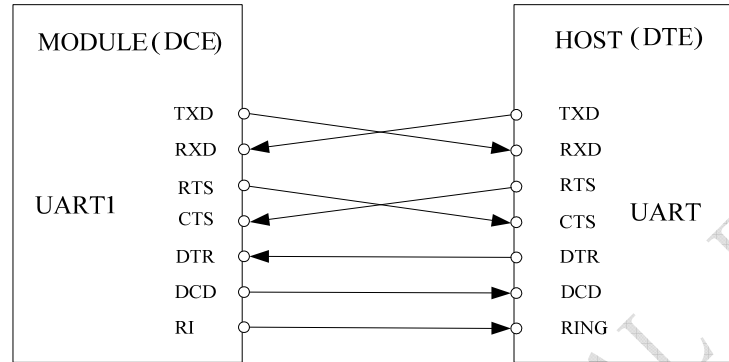 MODULE(DCE)
HOST (DTE)
TXD
TXD
RXD
RXD
RTS
RTS
UART1
UART
CTS
CTS
DTR
DTR
DCD
DCD
RI
RING